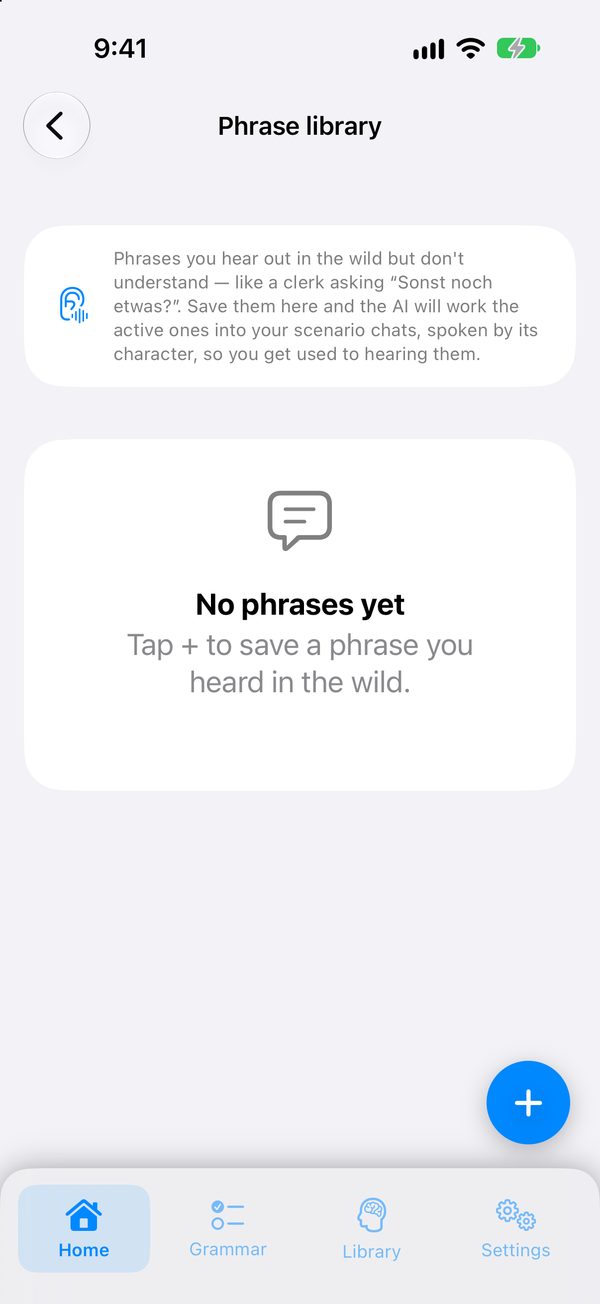 9:41
Phrase library
Phrases you hear out in the wild but don't
understand — like a clerk asking “Sonst noch
etwas?”. Save them here and the AI will work the
active ones into your scenario chats, spoken by its
character, so you get used to hearing them.
No phrases yet
Tap + to save a phrase you
heard in the wild.
Home
Grammar
Library
Settings